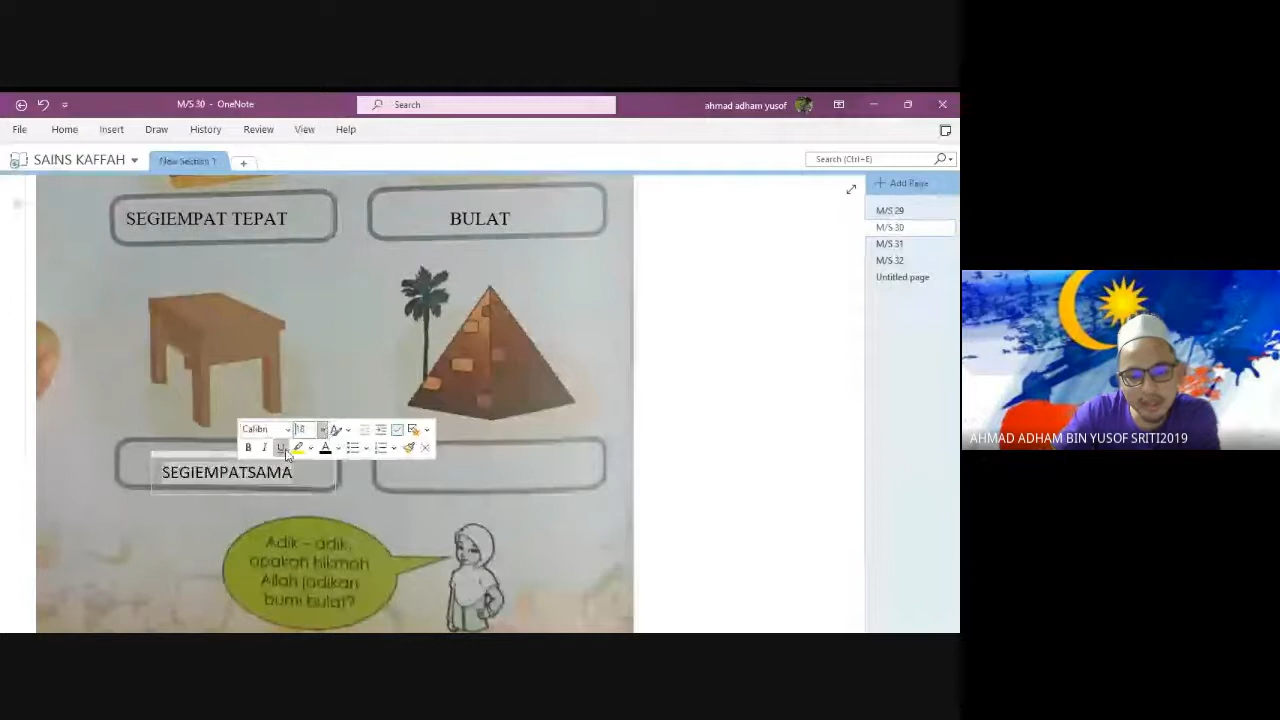 M/S 30 - OneNote
Search
ahmad adham yusof
File Home Insert Draw History Review View Help
SAINS KAFFAH
New Section 1
Search (Ctrl+E)
Add Page
M/S 29
M/S 30
M/S 31
M/S 32
Untitled page
SEGIEMPAT TEPAT
BULAT
Calibri
B I U A
SEGIEMPATSAMA
Adik - adik,
apakah hikmah
Allah jadikan
bumi bulat?
AHMAD ADHAM BIN YUSOF SRITI2019